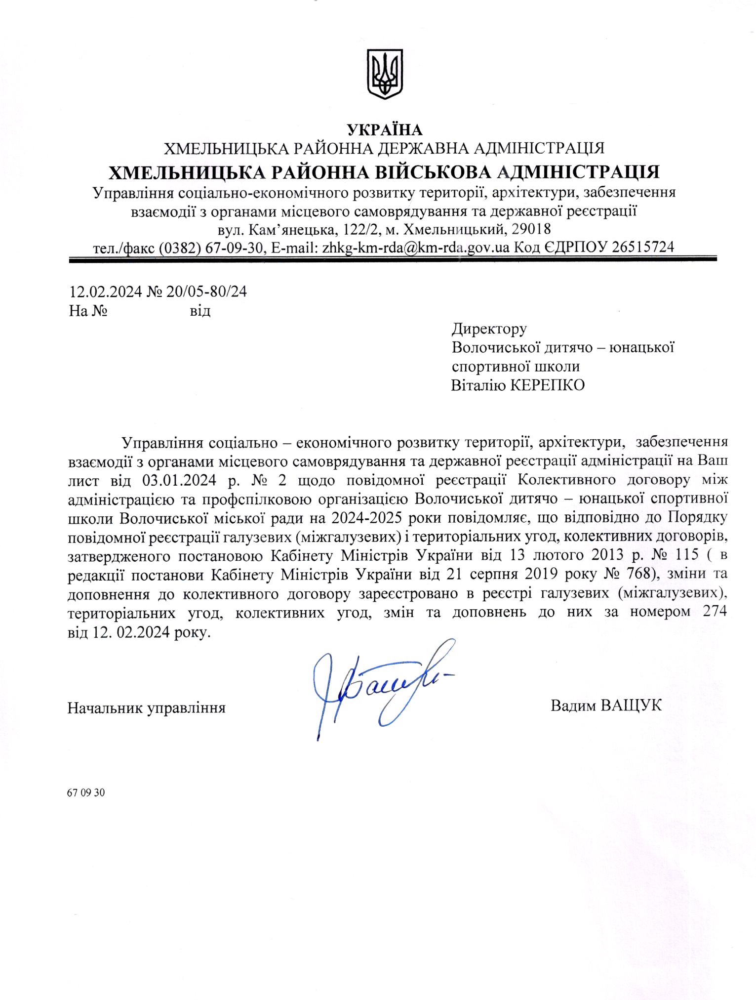 УКРАЇНА
ХМЕЛЬНИЦЬКА РАЙОННА ДЕРЖАВНА АДМІНІСТРАЦІЯ
ХМЕЛЬНИЦЬКА РАЙОННА ВІЙСЬКОВА АДМІНІСТРАЦІЯ
Управління соціально-економічного розвитку території, архітектури, забезпечення
взаємодії з органами місцевого самоврядування та державної реєстрації
вул. Кам’янецька, 122/2, м. Хмельницький, 29018
тел./факс (0382) 67-09-30, E-mail: zhkg-km-rda@km-rda.gov.ua Код ЄДРПОУ 26515724
12.02.2024 № 20/05-80/24
На № від
Директору
Волочиської дитячо – юнацької
спортивної школи
Віталію КЕРЕПКО
Управління соціально – економічного розвитку території, архітектури, забезпечення
взаємодії з органами місцевого самоврядування та державної реєстрації адміністрації на Ваш
лист від 03.01.2024 р. № 2 щодо повідомної реєстрації Колективного договору між
адміністрацією та профспілковою організацією Волочиської дитячо – юнацької спортивної
школи Волочиської міської ради на 2024-2025 роки повідомляє, що відповідно до Порядку
повідомної реєстрації галузевих (міжгалузевих) і територіальних угод, колективних договорів,
затвердженого постановою Кабінету Міністрів України від 13 лютого 2013 р. № 115 ( в
редакції постанови Кабінету Міністрів України від 21 серпня 2019 року № 768), зміни та
доповнення до колективного договору зареєстровано в реєстрі галузевих (міжгалузевих),
територіальних угод, колективних угод, змін та доповнень до них за номером 274
від 12. 02.2024 року.
Начальник управління Вадим ВАЩУК
67 09 30